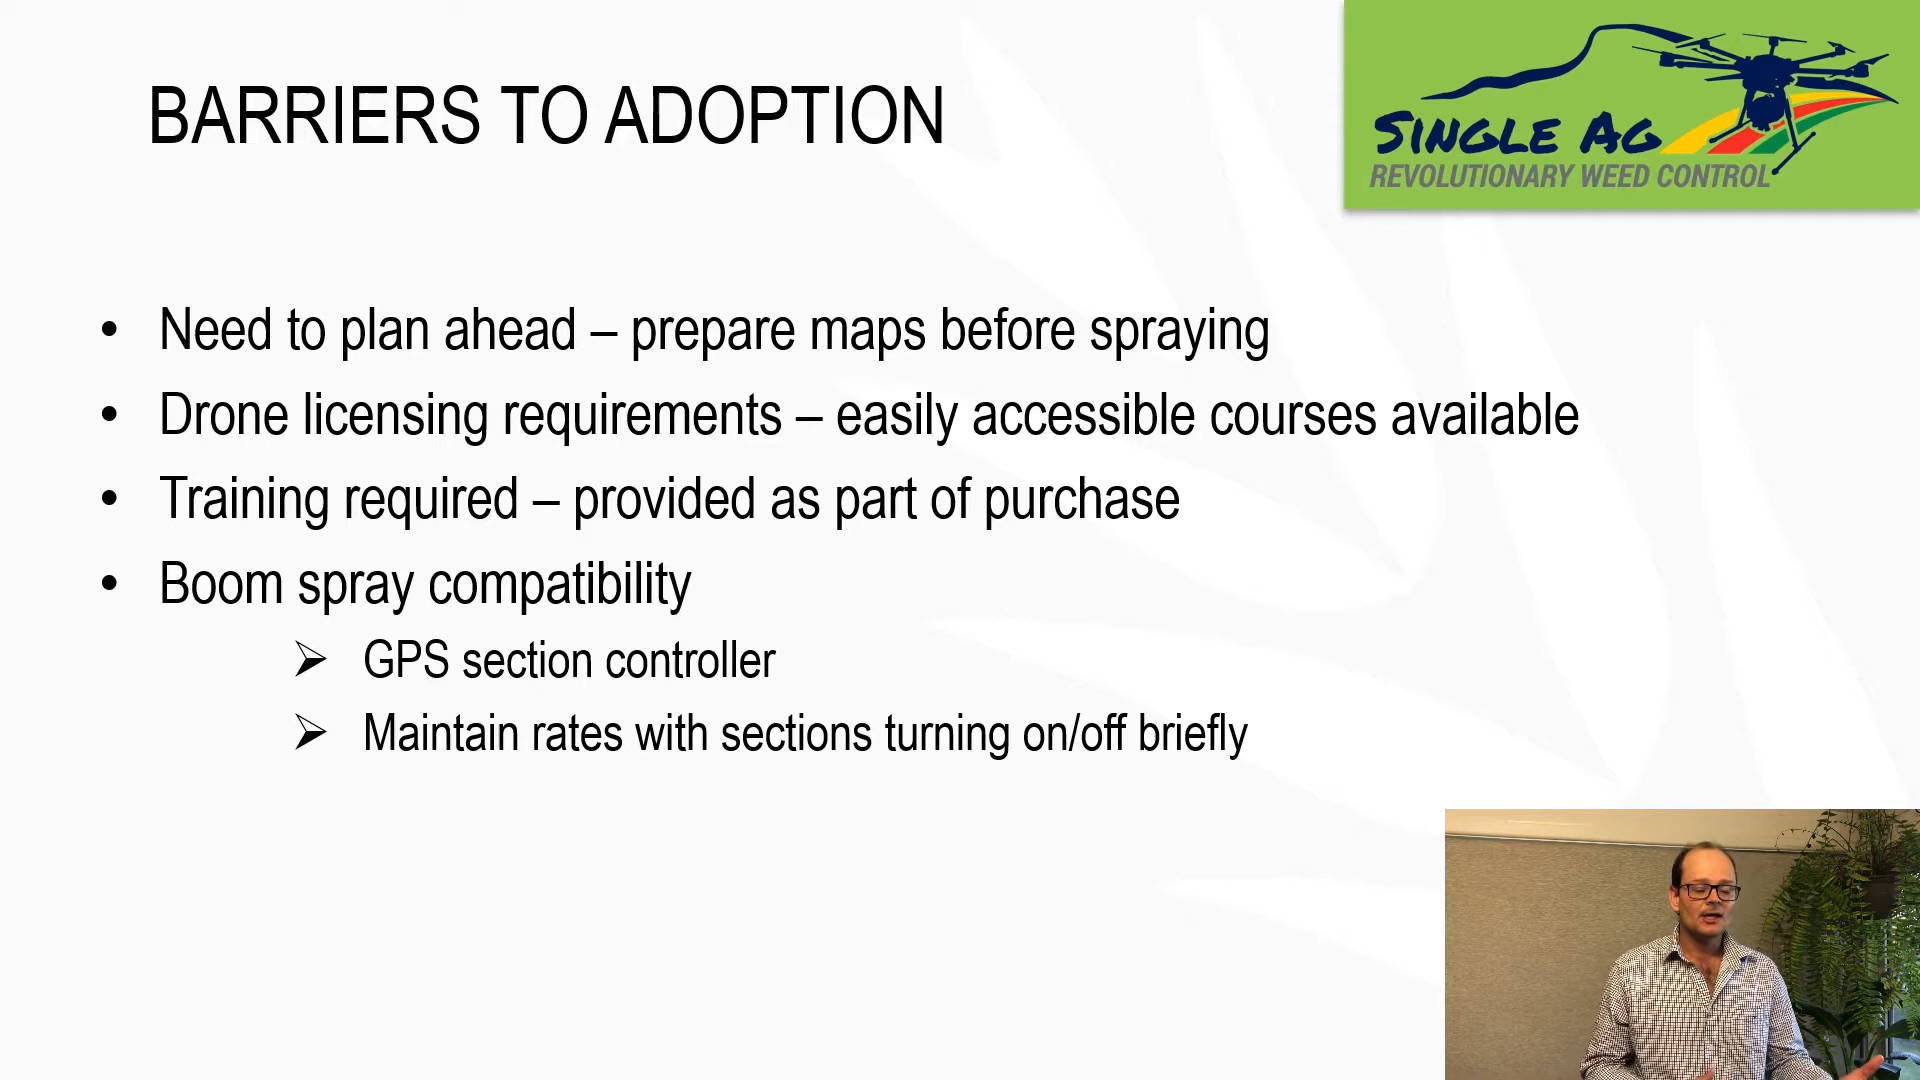 BARRIERS TO ADOPTION
SINGLE AG
REVOLUTIONARY WEED CONTROL
• Need to plan ahead – prepare maps before spraying
• Drone licensing requirements – easily accessible courses available
• Training required – provided as part of purchase
• Boom spray compatibility
➢ GPS section controller
➢ Maintain rates with sections turning on/off briefly